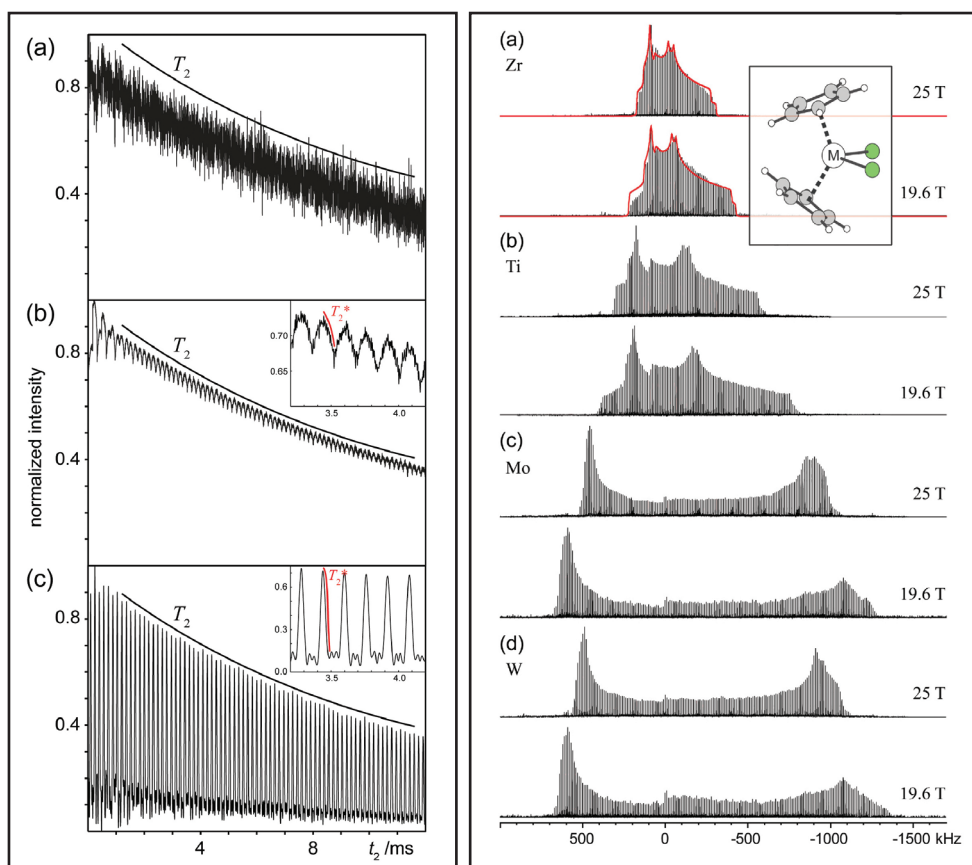 (a)
T₂
0.8
0.4
(b)
T₂
T₂*
0.70
0.65
3.5
4.0
0.8
0.4
normalized intensity
(c)
T₂
T₂*
0.6
0.3
0.0
3.5
4.0
0.8
0.4
4
8
t₂ /ms
(a)
Zr
25 T
M
19.6 T
(b)
Ti
25 T
19.6 T
(c)
Mo
25 T
19.6 T
(d)
W
25 T
19.6 T
500
0
-500
-1000
-1500
kHz